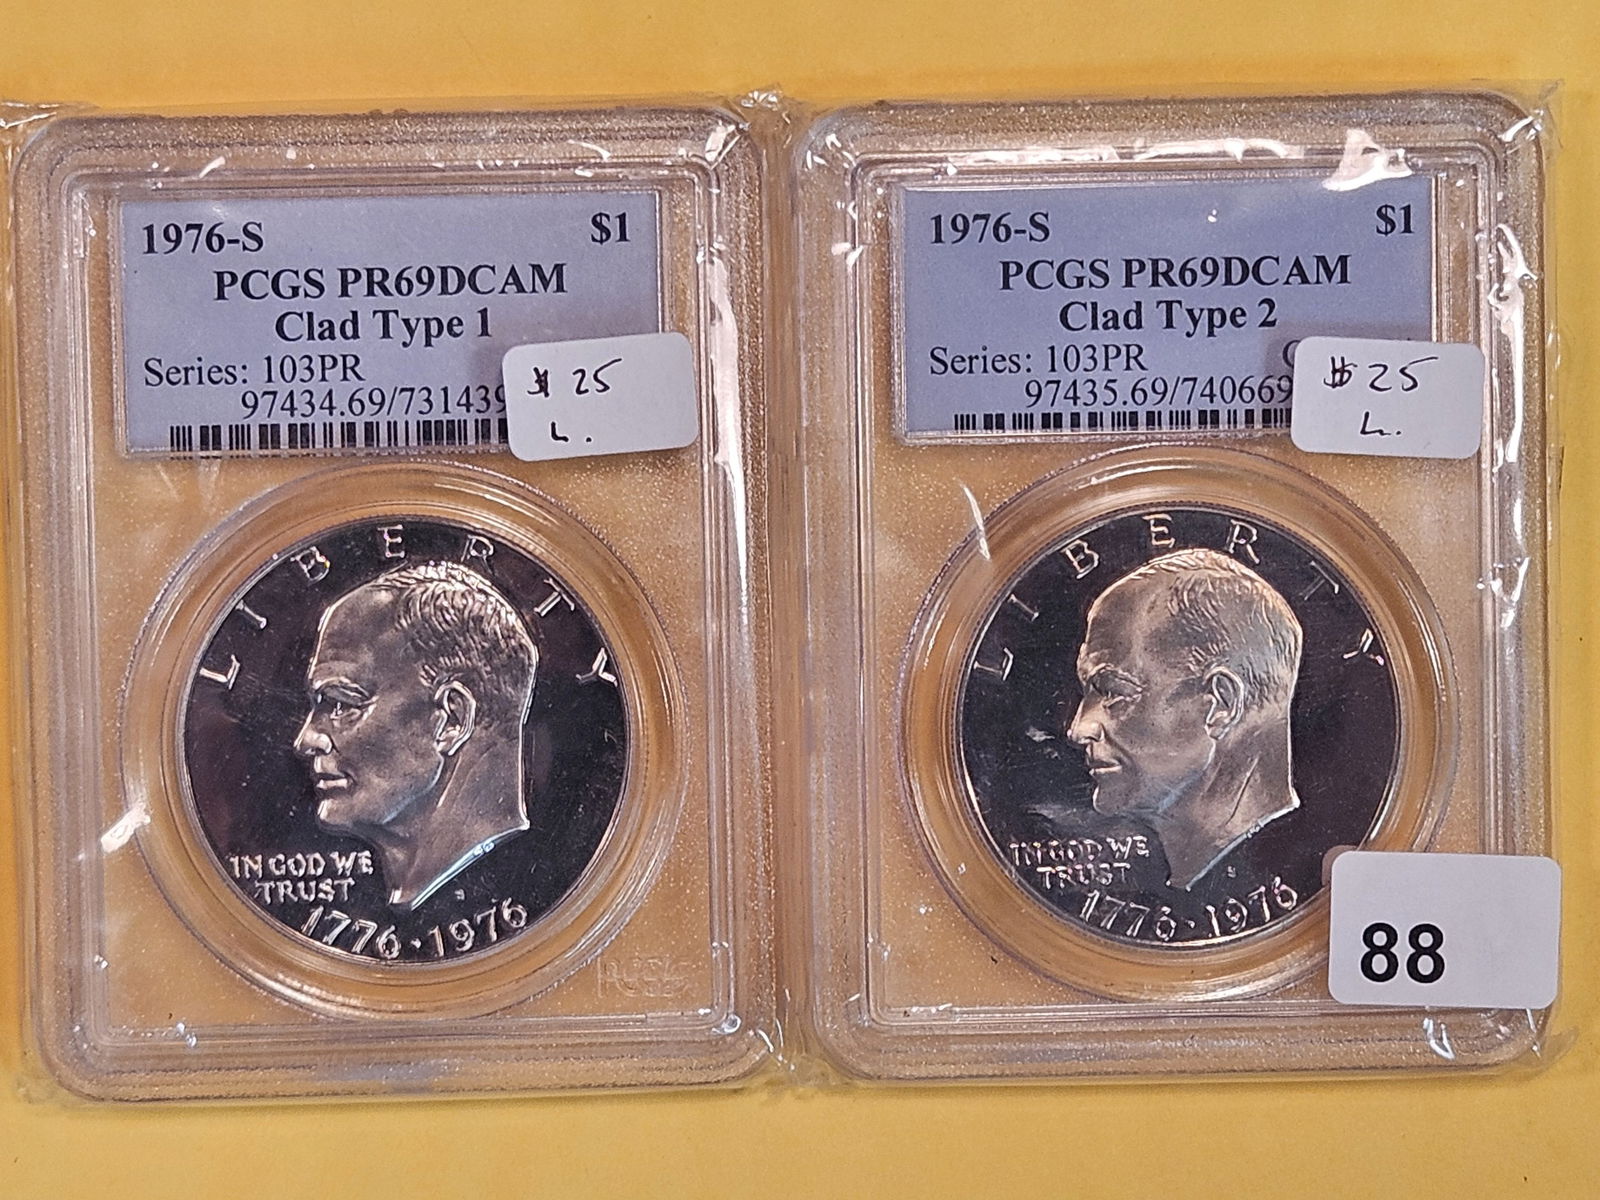 1976-S $1
PCGS PR69DCAM
Clad Type 1
Series: 103PR
97434.69/731439
$ 25
L.
LIBERTY
IN GOD WE
TRUST
S
1776·1976
PCGS
1976-S $1
PCGS PR69DCAM
Clad Type 2
Series: 103PR
97435.69/740669
$ 25
L.
LIBERTY
IN GOD WE
TRUST
S
1776·1976
88